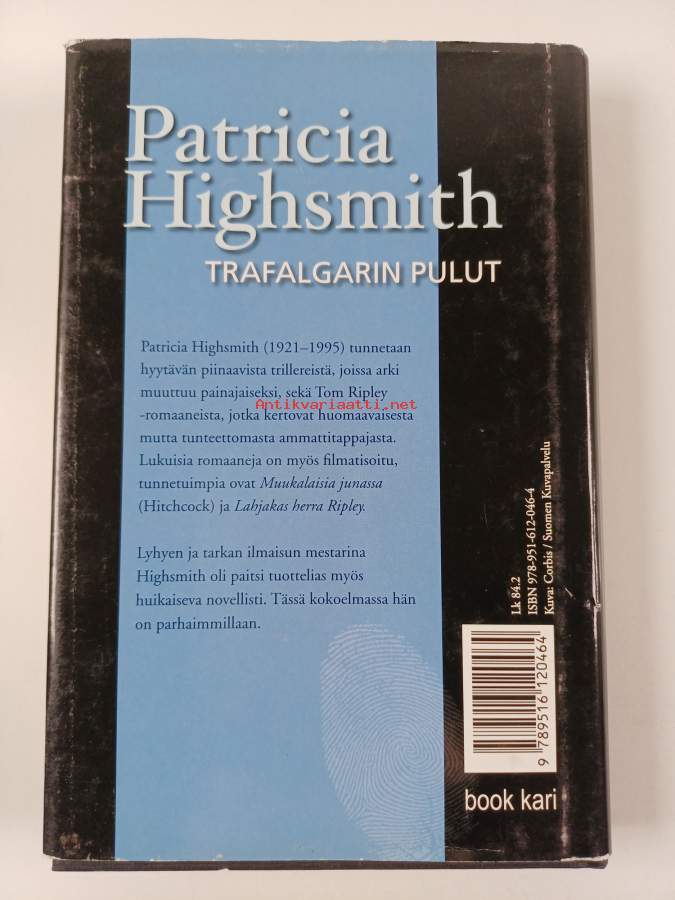 Patricia
Highsmith
TRAFALGARIN PULUT
Patricia Highsmith (1921–1995) tunnetaan
hyytävän piinaavista trillereistä, joissa arki
muuttuu painajaiseksi, sekä Tom Ripley
Antikvariaatti.net
-romaaneista, jotka kertovat huomaavaisesta
mutta tunteettomasta ammattitappajasta.
Lukuisia romaaneja on myös filmatisoitu,
tunnetuimpia ovat Muukalaisia junassa
(Hitchcock) ja Lahjakas herra Ripley.
Lyhyen ja tarkan ilmaisun mestarina
Highsmith oli paitsi tuottelias myös
huikaiseva novellisti. Tässä kokoelmassa hän
on parhaimmillaan.
Lk 84.2
ISBN 978-951-612-046-4
Kuva: Corbis / Suomen Kuvapalvelu
9 789516 120464
book kari